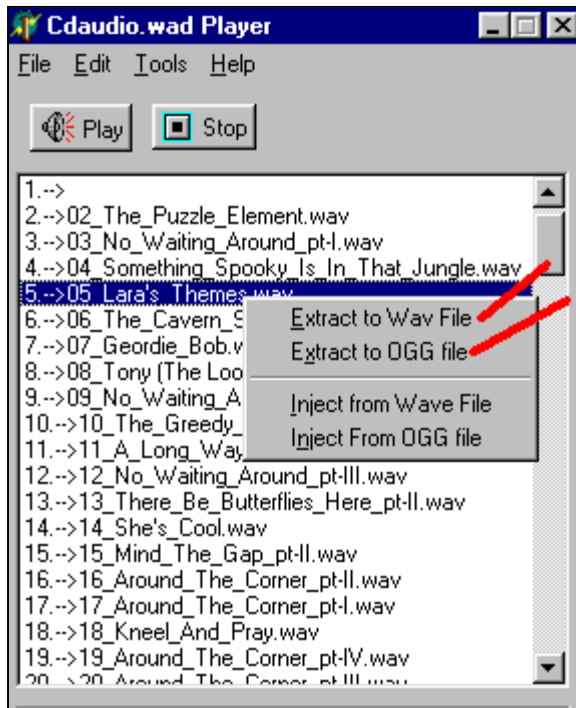 Cdaudio.wad Player
File Edit Tools Help
Play Stop
1.-->
2.-->02_The_Puzzle_Element.wav
3.-->03_No_Waiting_Around_pt-I.wav
4.-->04_Something_Spooky_Is_In_That_Jungle.wav
5.-->05_Lara's_Themes.wav
6.-->06_The_Cavern_S
7.-->07_Geordie_Bob.w
8.-->08_Tony (The Loo
9.-->09_No_Waiting_A
10.-->10_The_Greedy_
11.-->11_A_Long_Way
Extract to Wav File
Extract to OGG file
Inject from Wave File
Inject From OGG file
12.-->12_No_Waiting_Around_pt-III.wav
13.-->13_There_Be_Butterflies_Here_pt-II.wav
14.-->14_She's_Cool.wav
15.-->15_Mind_The_Gap_pt-II.wav
16.-->16_Around_The_Corner_pt-II.wav
17.-->17_Around_The_Corner_pt-I.wav
18.-->18_Kneel_And_Pray.wav
19.-->19_Around_The_Corner_pt-IV.wav
20.-->20_Around_The_Corner_pt-III.wav